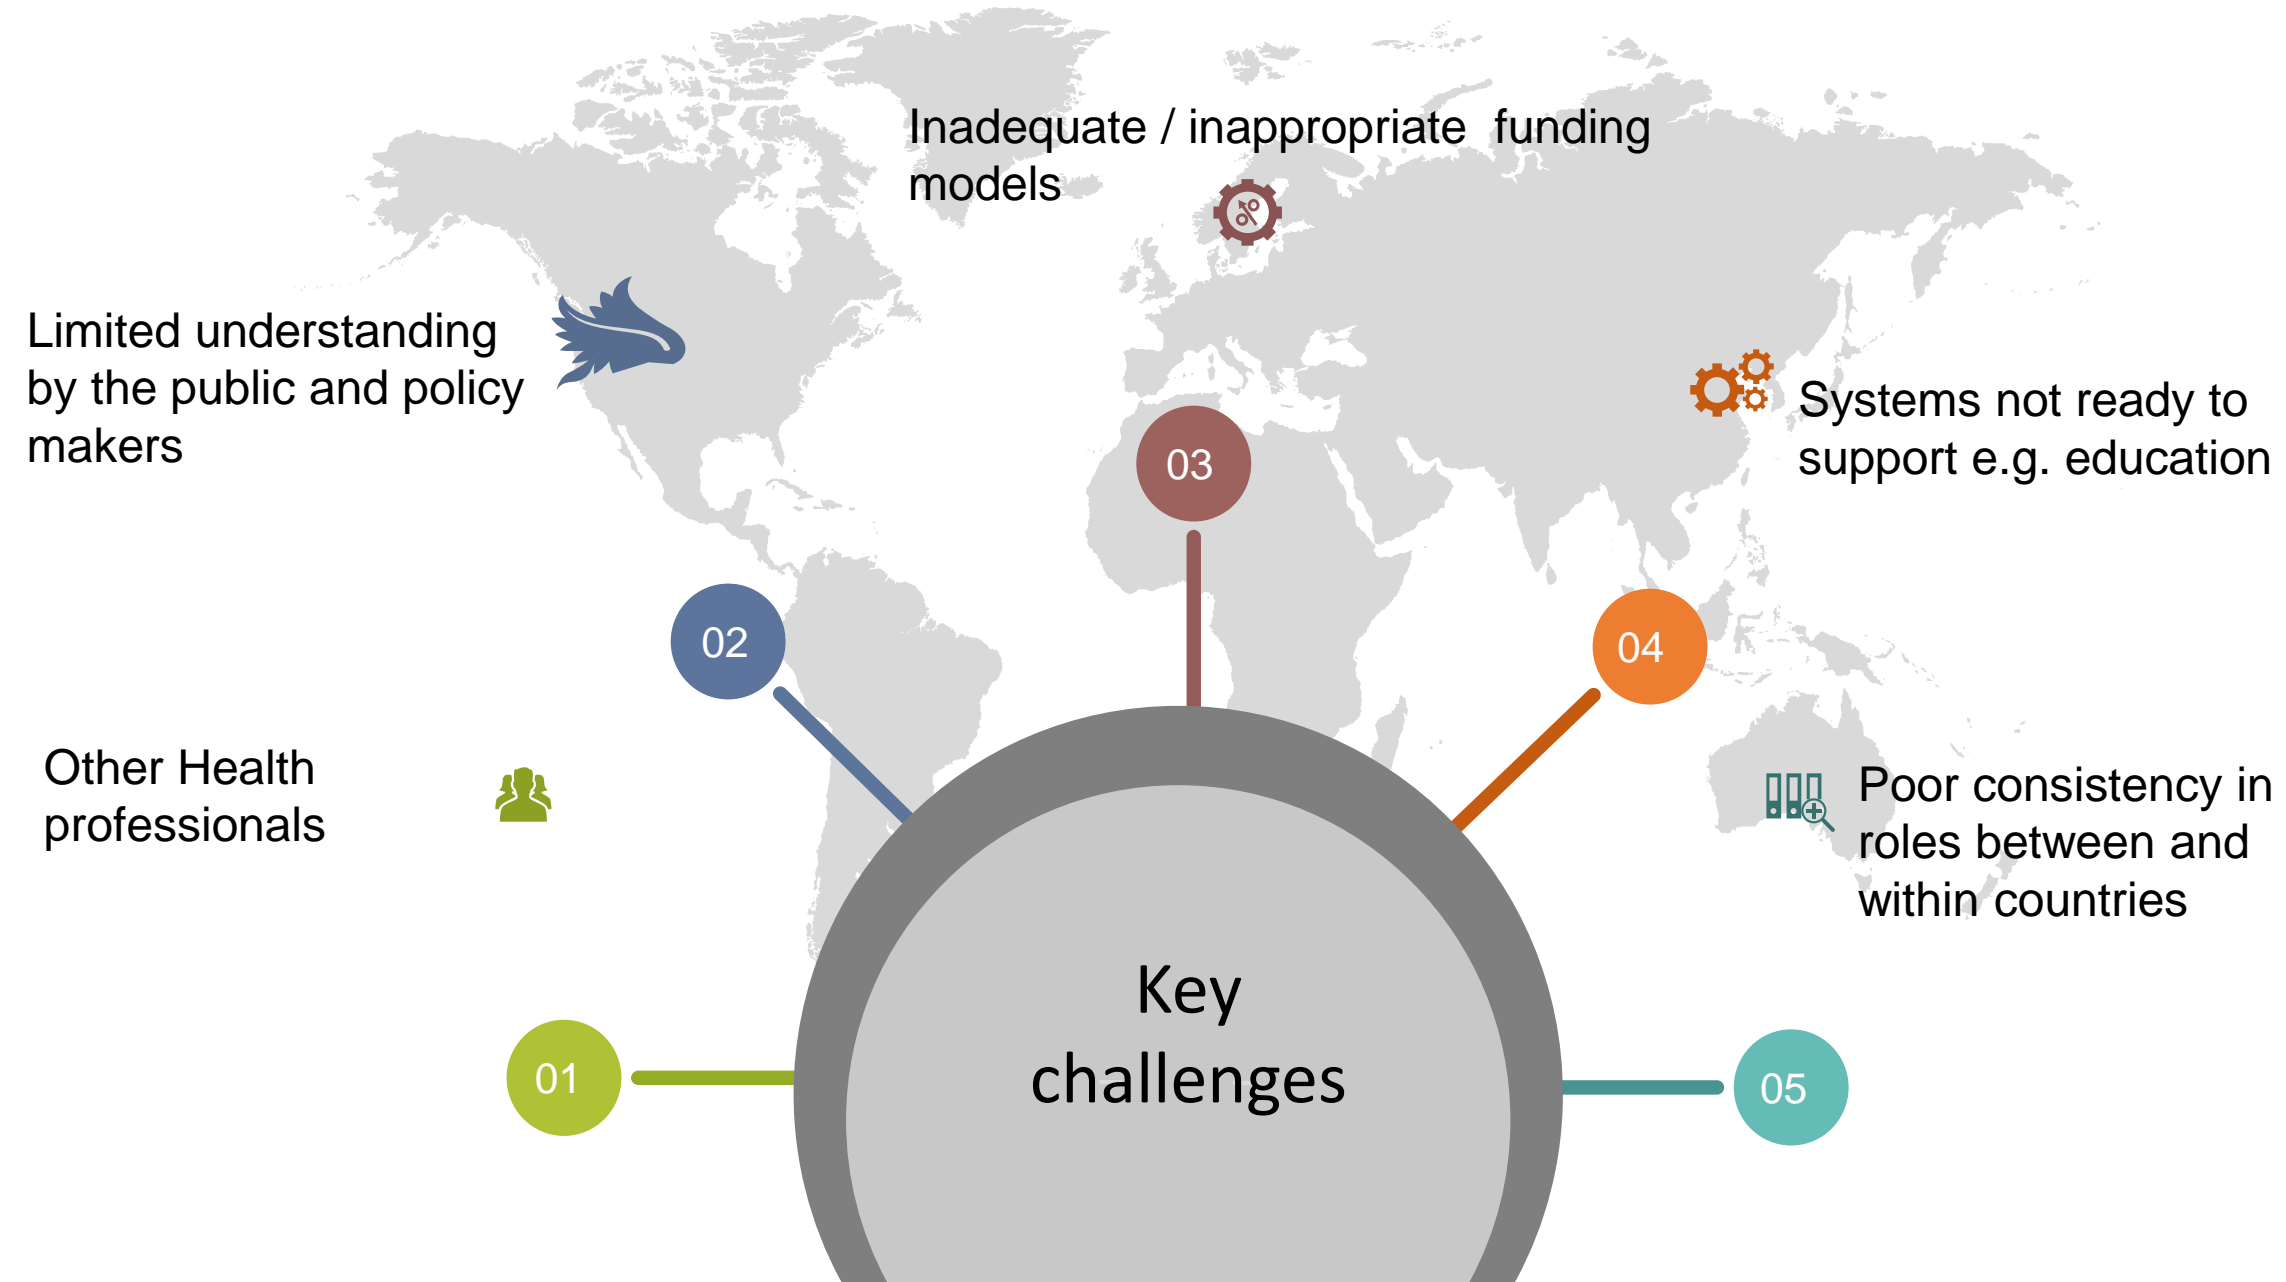 Inadequate / inappropriate  funding
models
Limited understanding
by the public and policy
makers
Systems not ready to
support e.g. education
03
02
04
Other Health
professionals
Poor consistency in
roles between and
within countries
Key
challenges
01
05